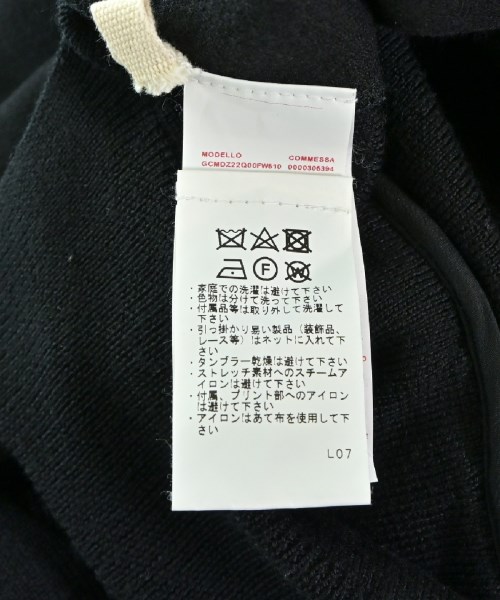 MODELLO COMMESSA
GCMDZ22Q00PW610 0000306394
F W
・家庭での洗濯は避けて下さい
・色物は分けて洗って下さい
・付属品等は取り外して洗濯して
下さい
・引っ掛かり易い製品（装飾品、
レース等）はネットに入れて下
さい
・タンブラー乾燥は避けて下さい
・ストレッチ素材へのスチームア
イロンは避けて下さい
・付属、プリント部へのアイロン
は避けて下さい
・アイロンはあて布を使用して下
さい
L07